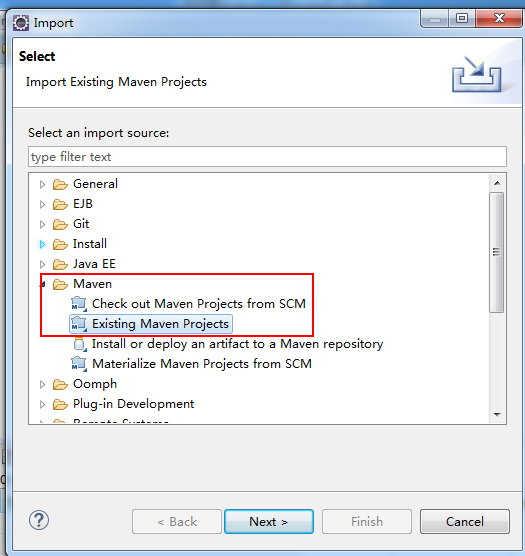 Import
Select
Import Existing Maven Projects
Select an import source:
type filter text
General
EJB
Git
Install
Java EE
Maven
Check out Maven Projects from SCM
Existing Maven Projects
Install or deploy an artifact to a Maven repository
Materialize Maven Projects from SCM
Oomph
Plug-in Development
Remote Systems
< Back
Next >
Finish
Cancel